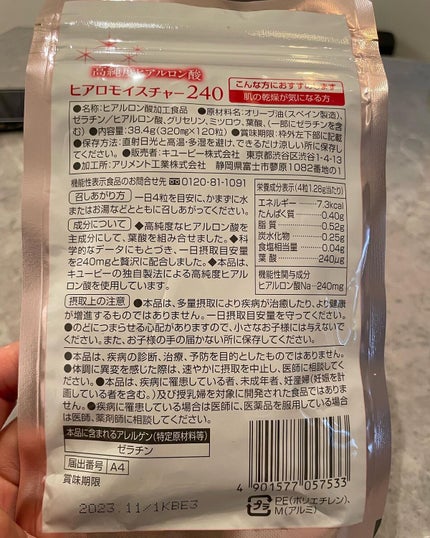 高純度ヒアルロン酸
ヒアロモイスチャー240
こんな方におすすめします
肌の乾燥が気になる方
●名称:ヒアルロン酸加工食品 ●原材料名:オリーブ油(スペイン製造)、
ゼラチン/ヒアルロン酸、グリセリン、ミツロウ、葉酸、(一部にゼラチンを含
む) ●内容量:38.4g(320mg×120粒) ●賞味期限:枠外左下部に記載
●保存方法:直射日光と高温・多湿を避け、できるだけ涼しい所に保存し
てください。●販売者:キユーピー株式会社 東京都渋谷区渋谷1-4-13
●加工所:アリメント工業株式会社 静岡県富士市蓼原1082番地の1
機能性表示食品のお問合せ先 0120-81-1091
召しあがり方 一日4粒を目安に、かまずに水
またはお湯などとともに召しあがってください。
成分について ◆高純度なヒアルロン酸を
主成分にして、葉酸を組み合せました。◆科
学的なデータにもとづき、一日摂取目安量
を240mgと贅沢に配合しました。◆本品は、
キユーピーの独自製法による高純度ヒアル
ロン酸を使用しています。
栄養成分表示(4粒1.28g当たり)
エネルギー 7.3kcal
たんぱく質 0.40g
脂質 0.52g
炭水化物 0.25g
食塩相当量 0.04g
葉酸 240μg
機能性関与成分
ヒアルロン酸Na 240mg
摂取上の注意 ●本品は、多量摂取により疾病が治癒したり、より健康
が増進するものではありません。一日摂取目安量を守ってください。
●のどにつまらせる心配がありますので、小さなお子様には与えないで
ください。また、お子様の手の届かない所に保存してください。
●本品は、疾病の診断、治療、予防を目的としたものではありません。
●体調に異変を感じた際は、速やかに摂取を中止し、医師に相談してく
ださい。●本品は、疾病に罹患している者、未成年者、妊産婦(妊娠を計
画している者を含む。)及び授乳婦を対象に開発された食品ではありま
せん。●疾病に罹患している場合は医師に、医薬品を服用している場合
は医師、薬剤師に相談してください。
本品に含まれるアレルゲン(特定原材料等)
ゼラチン
届出番号 A4
賞味期限
2023.11/1KBE3
4 901577 057533
プラ
PE(ポリエチレン)、
M(アルミ)